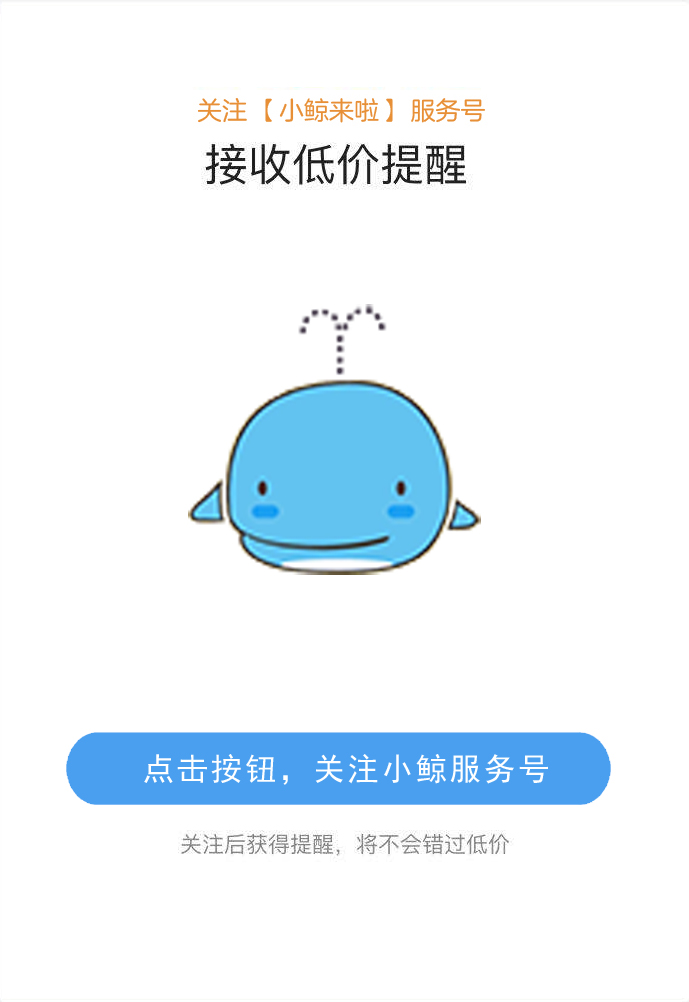 关注【小鲸来啦】服务号
接收低价提醒
点击按钮，关注小鲸服务号
关注后获得提醒，将不会错过低价